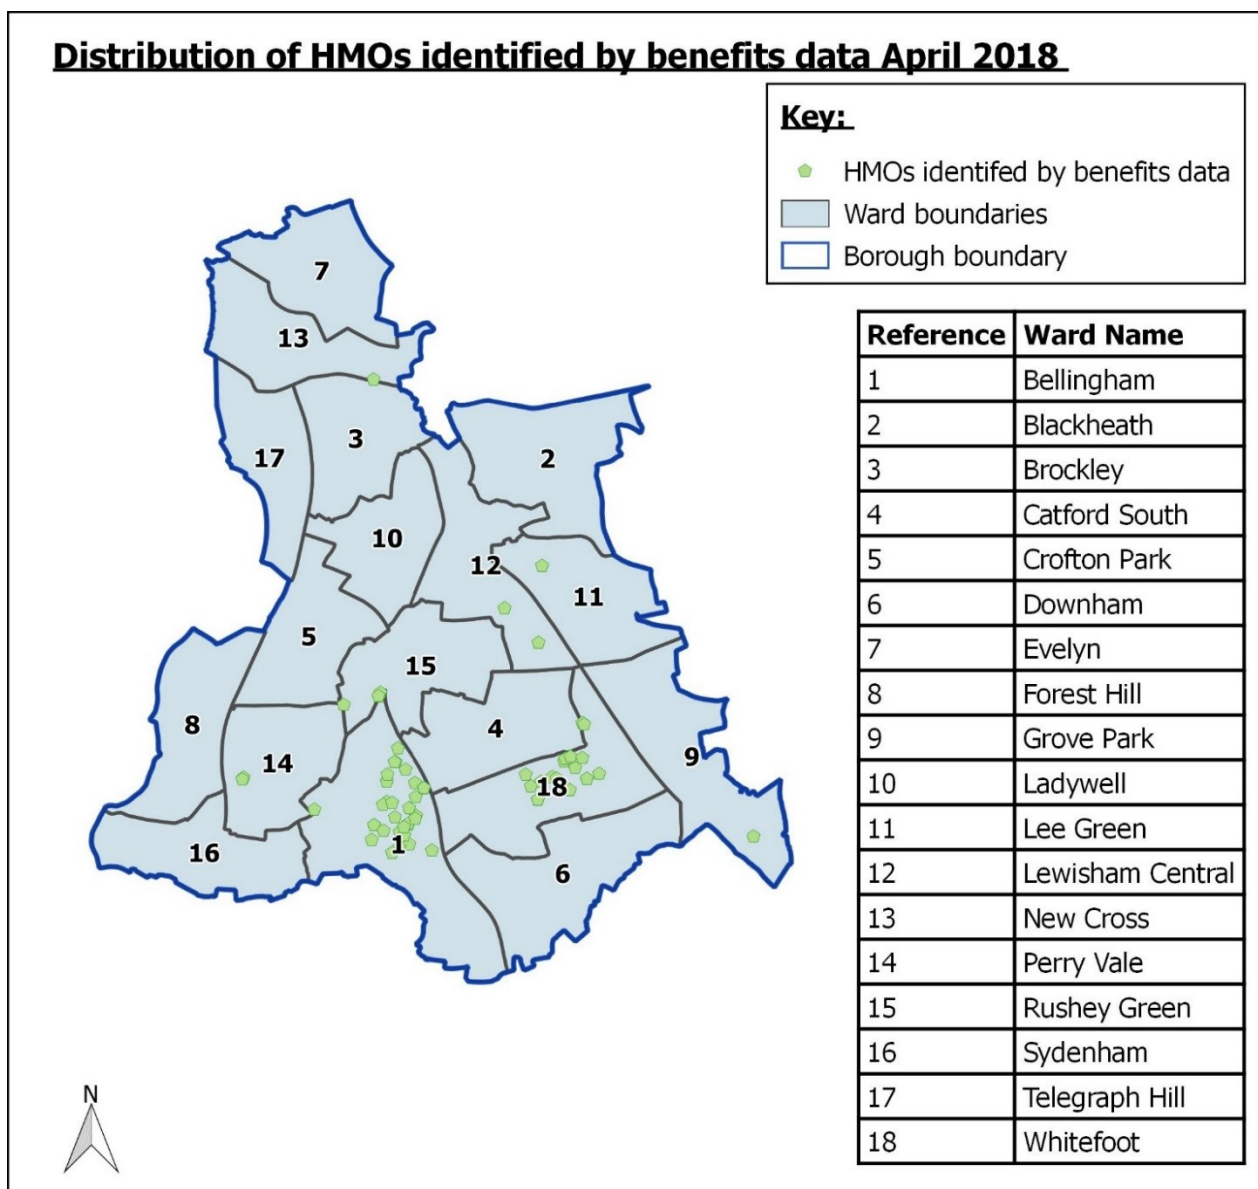 Distribution of HMOs identified by benefits data April 2018
Key:
HMOs identifed by benefits data
Ward boundaries
Borough boundary
7
13
3
17
2
10
12
11
5
15
8
4
9
14
18
16
1
6
N
Reference Ward Name
1 Bellingham
2 Blackheath
3 Brockley
4 Catford South
5 Crofton Park
6 Downham
7 Evelyn
8 Forest Hill
9 Grove Park
10 Ladywell
11 Lee Green
12 Lewisham Central
13 New Cross
14 Perry Vale
15 Rushey Green
16 Sydenham
17 Telegraph Hill
18 Whitefoot